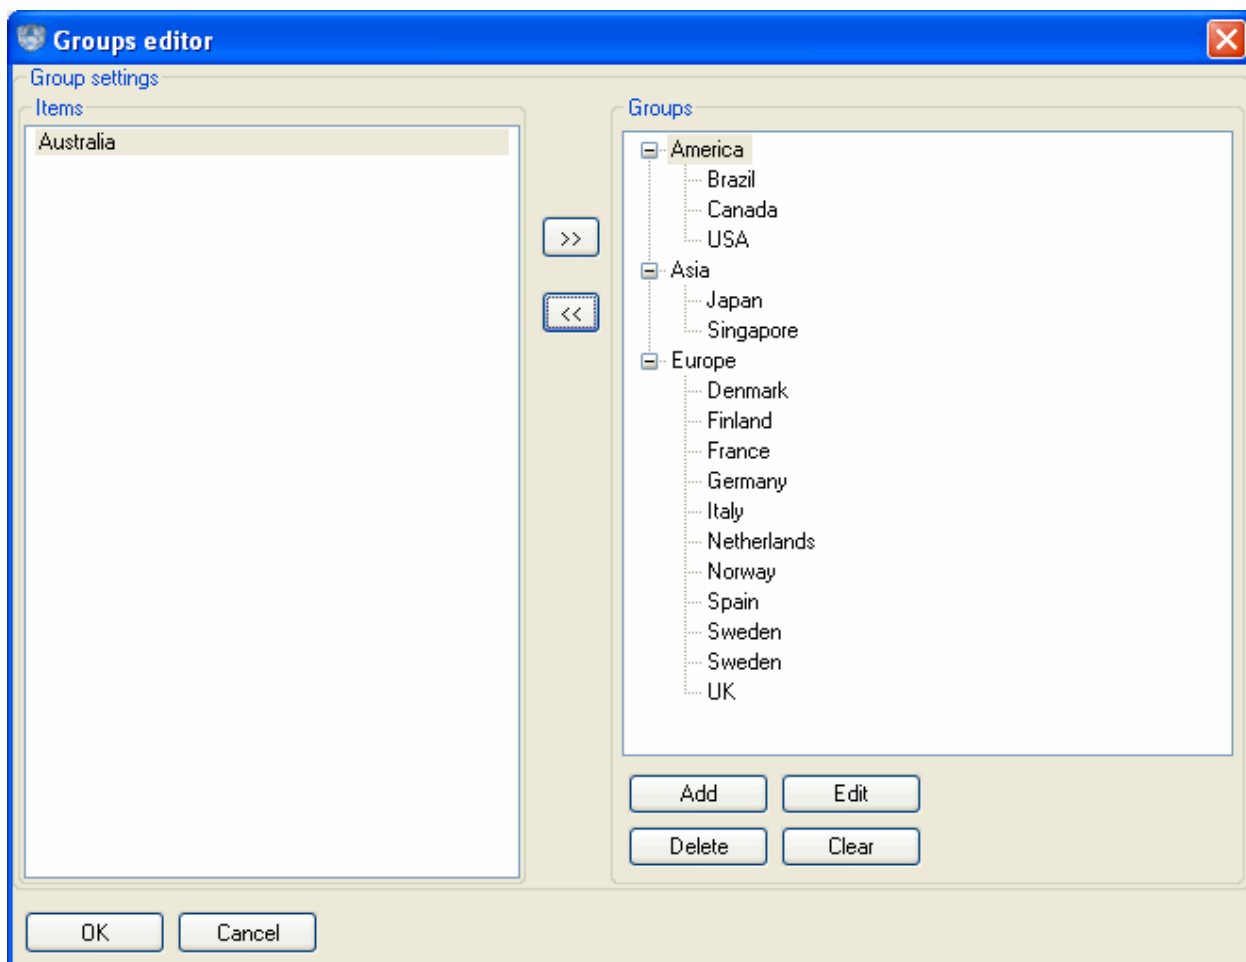 Groups editor
Group settings
Items
Australia
>>
<<
Groups
America
Brazil
Canada
USA
Asia
Japan
Singapore
Europe
Denmark
Finland
France
Germany
Italy
Netherlands
Norway
Spain
Sweden
Sweden
UK
Add Edit
Delete Clear
OK Cancel